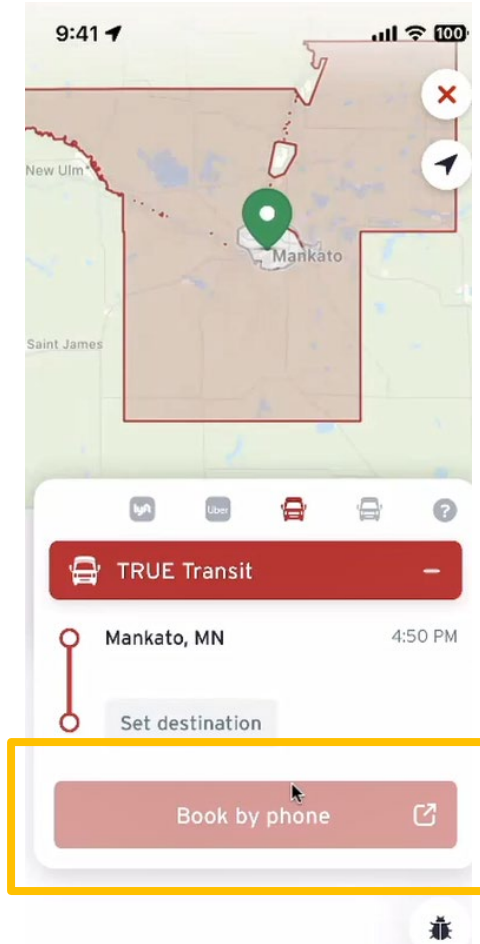 9:41
100
New Ulm
Mankato
Saint James
lyft
Uber
?
TRUE Transit
Mankato, MN 4:50 PM
Set destination
Book by phone